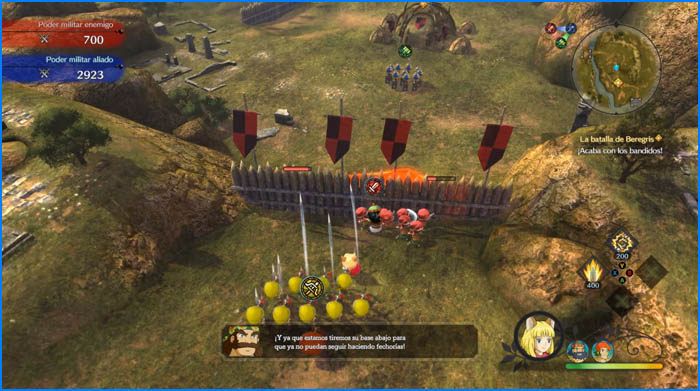 Poder militar enemigo
700
Poder militar aliado
2923
La batalla de Beregris
¡Acaba con los bandidos!
200
Y
X
B
A
400
¡Y ya que estamos tiremos su base abajo para
que ya no puedan seguir haciendo fechorías!